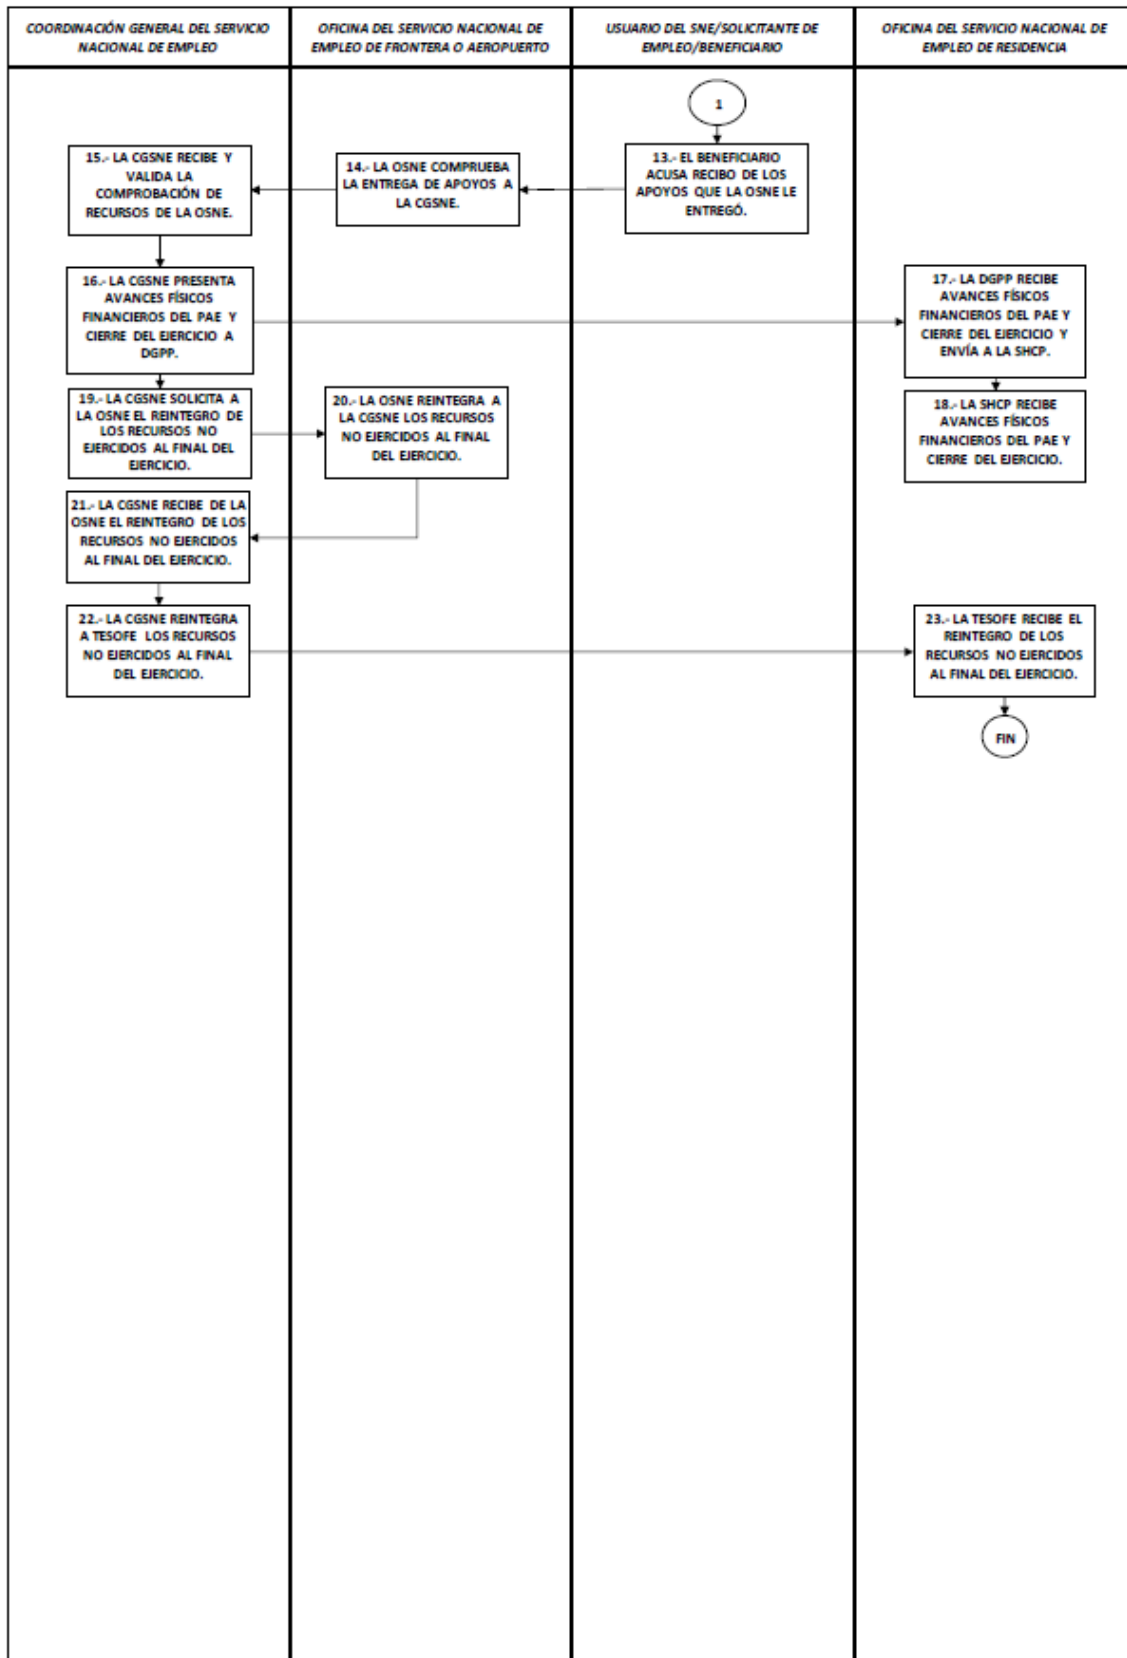 COORDINACIÓN GENERAL DEL SERVICIO
NACIONAL DE EMPLEO
OFICINA DEL SERVICIO NACIONAL DE
EMPLEO DE FRONTERA O AEROPUERTO
USUARIO DEL SNE/SOLICITANTE DE
EMPLEO/BENEFICIARIO
OFICINA DEL SERVICIO NACIONAL DE
EMPLEO DE RESIDENCIA
1
13.- EL BENEFICIARIO
ACUSA RECIBO DE LOS
APOYOS QUE LA OSNE LE
ENTREGÓ.
14.- LA OSNE COMPRUEBA
LA ENTREGA DE APOYOS A
LA CGSNE.
15.- LA CGSNE RECIBE Y
VALIDA LA
COMPROBACIÓN DE
RECURSOS DE LA OSNE.
16.- LA CGSNE PRESENTA
AVANCES FÍSICOS
FINANCIEROS DEL PAE Y
CIERRE DEL EJERCICIO A
DGPP.
17.- LA DGPP RECIBE
AVANCES FÍSICOS
FINANCIEROS DEL PAE Y
CIERRE DEL EJERCICIO Y
ENVÍA A LA SHCP.
18.- LA SHCP RECIBE
AVANCES FÍSICOS
FINANCIEROS DEL PAE Y
CIERRE DEL EJERCICIO.
19.- LA CGSNE SOLICITA A
LA OSNE EL REINTEGRO DE
LOS RECURSOS NO
EJERCIDOS AL FINAL DEL
EJERCICIO.
20.- LA OSNE REINTEGRA A
LA CGSNE LOS RECURSOS
NO EJERCIDOS AL FINAL
DEL EJERCICIO.
21.- LA CGSNE RECIBE DE LA
OSNE EL REINTEGRO DE LOS
RECURSOS NO EJERCIDOS
AL FINAL DEL EJERCICIO.
22.- LA CGSNE REINTEGRA
A TESOFE LOS RECURSOS
NO EJERCIDOS AL FINAL
DEL EJERCICIO.
23.- LA TESOFE RECIBE EL
REINTEGRO DE LOS
RECURSOS NO EJERCIDOS
AL FINAL DEL EJERCICIO.
FIN